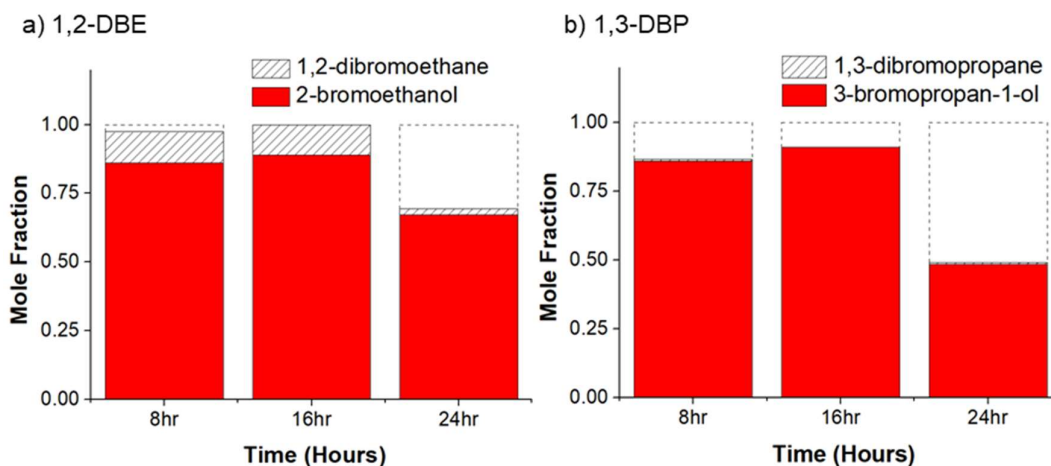 a) 1,2-DBE
1,2-dibromoethane
2-bromoethanol
1.00
0.75
0.50
0.25
0.00
Mole Fraction
8hr
16hr
24hr
Time (Hours)
b) 1,3-DBP
1,3-dibromopropane
3-bromopropan-1-ol
1.00
0.75
0.50
0.25
0.00
Mole Fraction
8hr
16hr
24hr
Time (Hours)